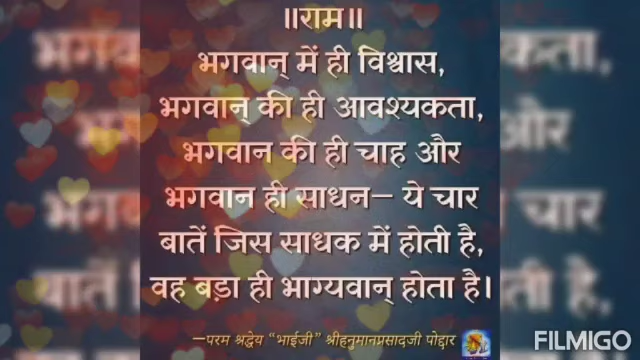 ॥राम॥
भगवान् में ही विश्वास,
भगवान् की ही आवश्यकता,
भगवान की ही चाह और
भगवान ही साधन— ये चार
बातें जिस साधक में होती है,
वह बड़ा ही भाग्यवान् होता है।
—परम श्रद्धेय “भाईजी” श्रीहनुमानप्रसादजी पोद्दार
FILMIGO